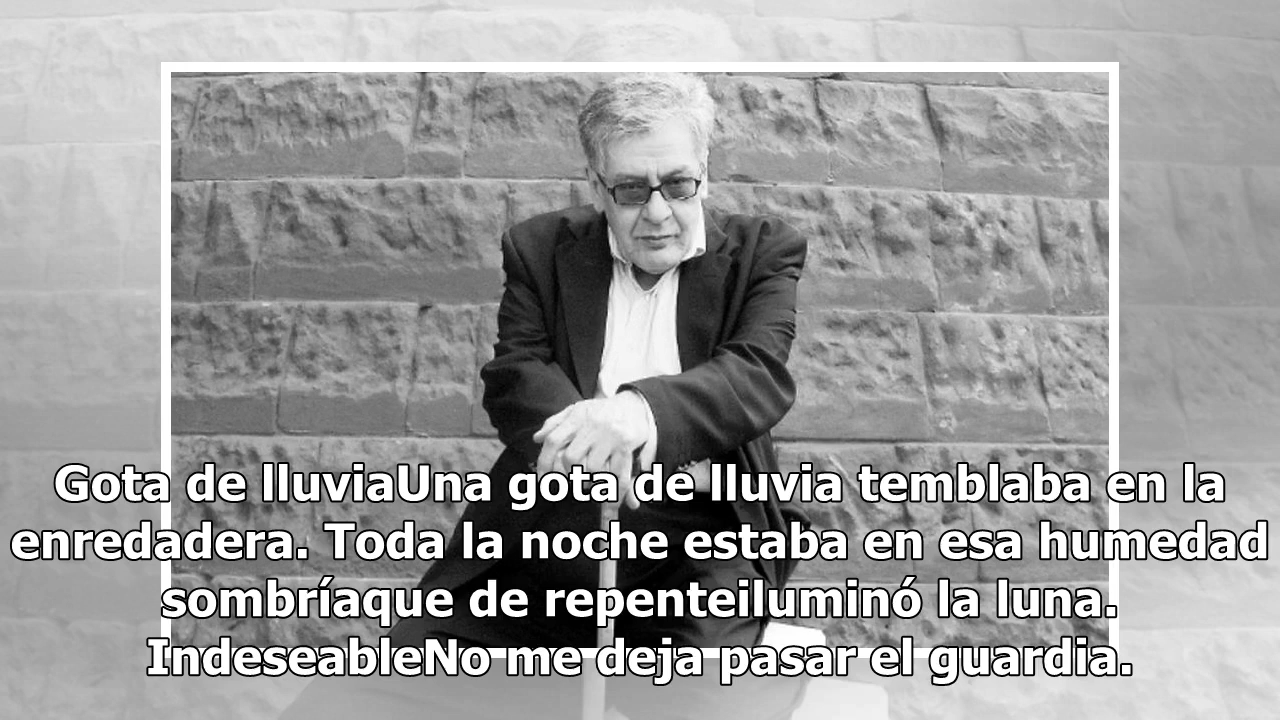 Gota de lluviaUna gota de lluvia temblaba en la
enredadera. Toda la noche estaba en esa humedad
sombríaque de repenteiluminó la luna.
IndeseableNo me deja pasar el guardia.